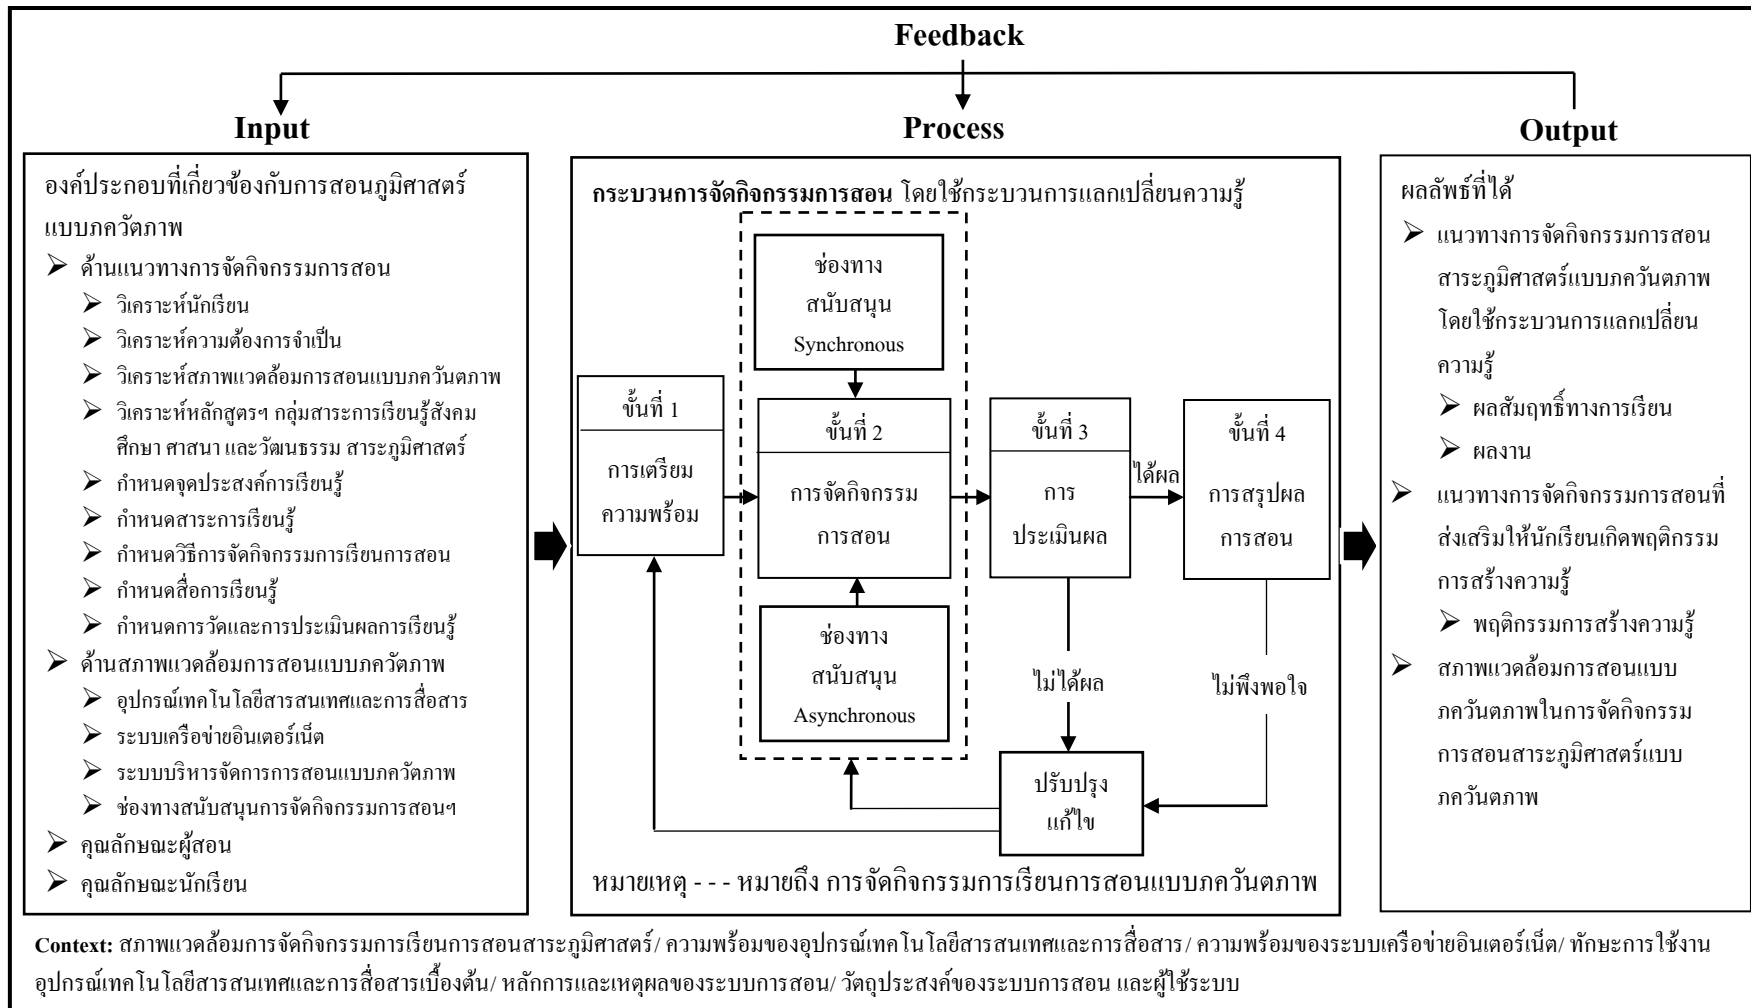 Feedback
Input
Process
Output
องค์ประกอบที่เกี่ยวข้องกับการสอนภูมิศาสตร์
แบบภควัตภาพ
ด้านแนวทางการจัดกิจกรรมการสอน
วิเคราะห์นักเรียน
วิเคราะห์ความต้องการจำเป็น
วิเคราะห์สภาพแวดล้อมการสอนแบบภควันตภาพ
วิเคราะห์หลักสูตรฯ กลุ่มสาระการเรียนรู้สังคม
ศึกษา ศาสนา และวัฒนธรรม สาระภูมิศาสตร์
กำหนดจุดประสงค์การเรียนรู้
กำหนดสาระการเรียนรู้
กำหนดวิธีการจัดกิจกรรมการเรียนการสอน
กำหนดสื่อการเรียนรู้
กำหนดการวัดและการประเมินผลการเรียนรู้
ด้านสภาพแวดล้อมการสอนแบบภควัตภาพ
อุปกรณ์เทคโนโลยีสารสนเทศและการสื่อสาร
ระบบเครือข่ายอินเตอร์เน็ต
ระบบบริหารจัดการการสอนแบบภควัตภาพ
ช่องทางสนับสนุนการจัดกิจกรรมการสอนฯ
คุณลักษณะผู้สอน
คุณลักษณะนักเรียน
กระบวนการจัดกิจกรรมการสอน โดยใช้กระบวนการแลกเปลี่ยนความรู้
ช่องทาง
สนับสนุน
Synchronous
ขั้นที่ 1
การเตรียม
ความพร้อม
ขั้นที่ 2
การจัดกิจกรรม
การสอน
ขั้นที่ 3
การ
ประเมินผล
ได้ผล
ขั้นที่ 4
การสรุปผล
การสอน
ช่องทาง
สนับสนุน
Asynchronous
ไม่ได้ผล
ไม่พึงพอใจ
ปรับปรุง
แก้ไข
หมายเหตุ - - - หมายถึง การจัดกิจกรรมการเรียนการสอนแบบภควันตภาพ
ผลลัพธ์ที่ได้
แนวทางการจัดกิจกรรมการสอน
สาระภูมิศาสตร์แบบภควันตภาพ
โดยใช้กระบวนการแลกเปลี่ยน
ความรู้
ผลสัมฤทธิ์ทางการเรียน
ผลงาน
แนวทางการจัดกิจกรรมการสอนที่
ส่งเสริมให้นักเรียนเกิดพฤติกรรม
การสร้างความรู้
พฤติกรรมการสร้างความรู้
สภาพแวดล้อมการสอนแบบ
ภควันตภาพในการจัดกิจกรรม
การสอนสาระภูมิศาสตร์แบบ
ภควันตภาพ
Context: สภาพแวดล้อมการจัดกิจกรรมการเรียนการสอนสาระภูมิศาสตร์/ ความพร้อมของอุปกรณ์เทคโนโลยีสารสนเทศและการสื่อสาร/ ความพร้อมของระบบเครือข่ายอินเตอร์เน็ต/ ทักษะการใช้งาน
อุปกรณ์เทคโนโลยีสารสนเทศและการสื่อสารเบื้องต้น/ หลักการและเหตุผลของระบบการสอน/ วัตถุประสงค์ของระบบการสอน และผู้ใช้ระบบ